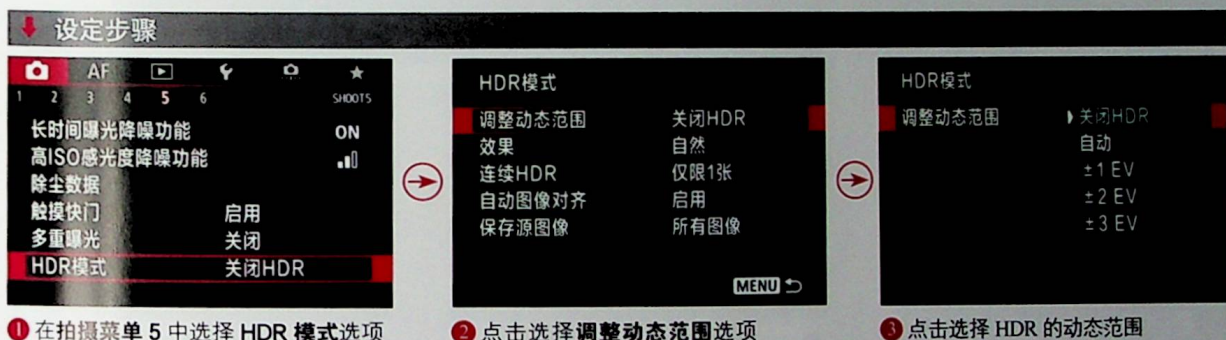 设定步骤
AF
1 2 3 4 5 6 SHOOT5
长时间曝光降噪功能 ON
高ISO感光度降噪功能
除尘数据
触摸快门 启用
多重曝光 关闭
HDR模式 关闭HDR
1 在拍摄菜单 5 中选择 HDR 模式选项
HDR模式
调整动态范围 关闭HDR
效果 自然
连续HDR 仅限1张
自动图像对齐 启用
保存源图像 所有图像
MENU
2 点击选择调整动态范围选项
HDR模式
调整动态范围 关闭HDR
自动
±1 EV
±2 EV
±3 EV
3 点击选择 HDR 的动态范围